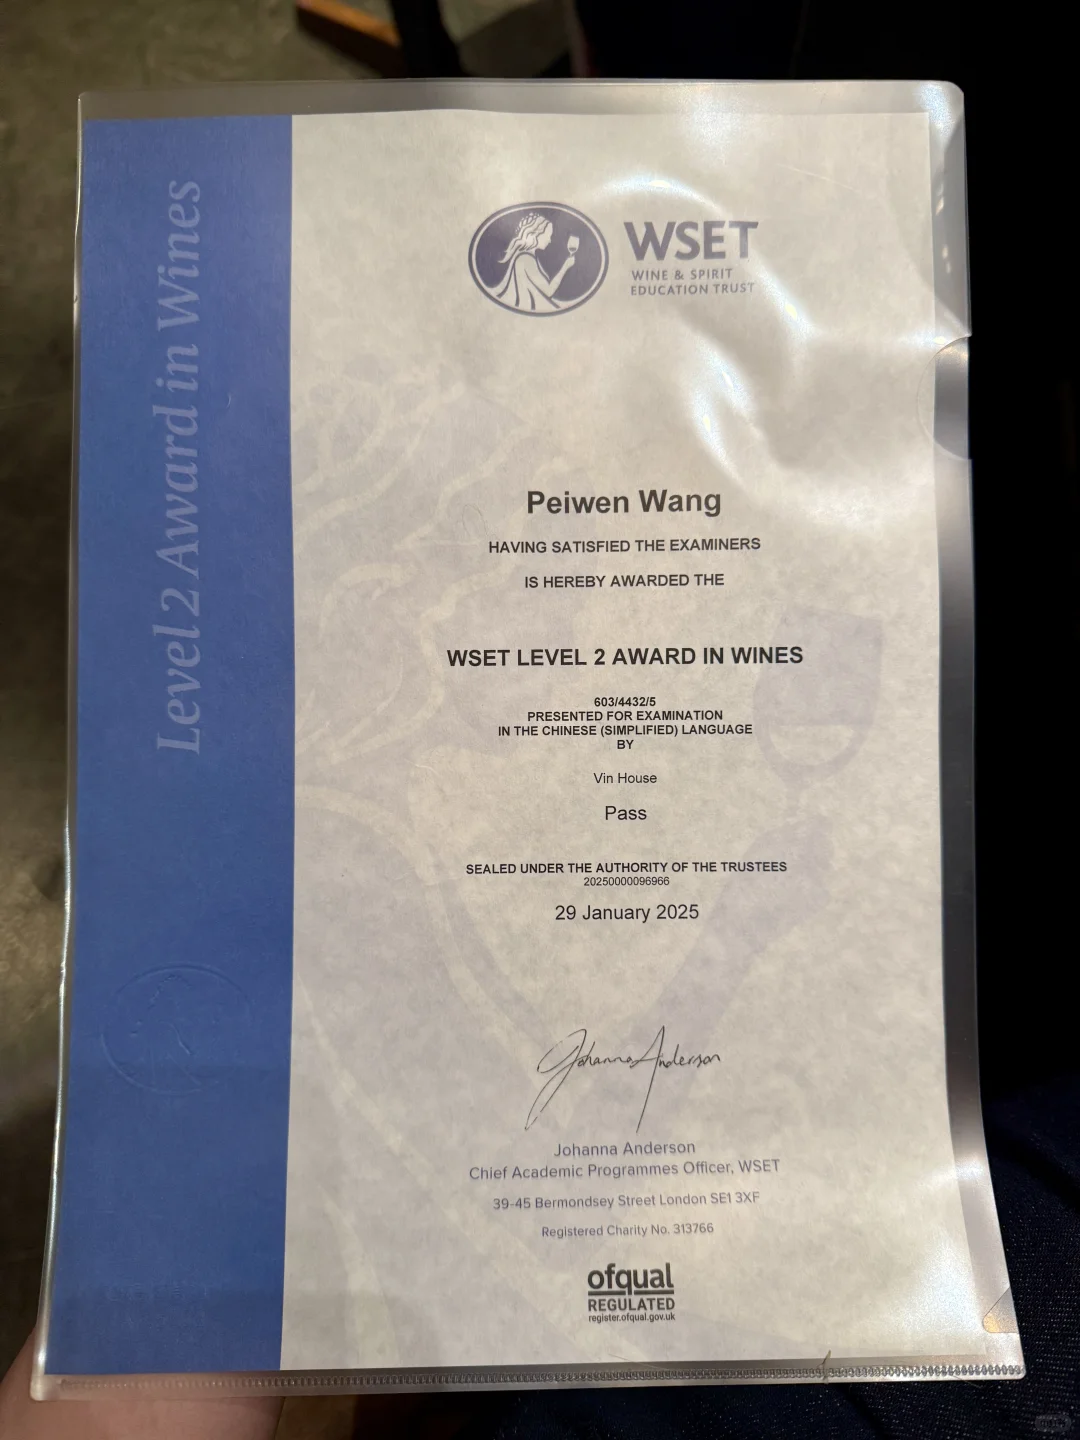 Level 2 Award in Wines
WSET
WINE & SPIRIT
EDUCATION TRUST
Peiwen Wang
HAVING SATISFIED THE EXAMINERS
IS HEREBY AWARDED THE
WSET LEVEL 2 AWARD IN WINES
603/4432/5
PRESENTED FOR EXAMINATION
IN THE CHINESE (SIMPLIFIED) LANGUAGE
BY
Vin House
Pass
SEALED UNDER THE AUTHORITY OF THE TRUSTEES
20250000096966
29 January 2025
Johanna Anderson
Johanna Anderson
Chief Academic Programmes Officer, WSET
39-45 Bermondsey Street London SE1 3XF
Registered Charity No. 313766
ofqual
REGULATED
register.ofqual.gov.uk